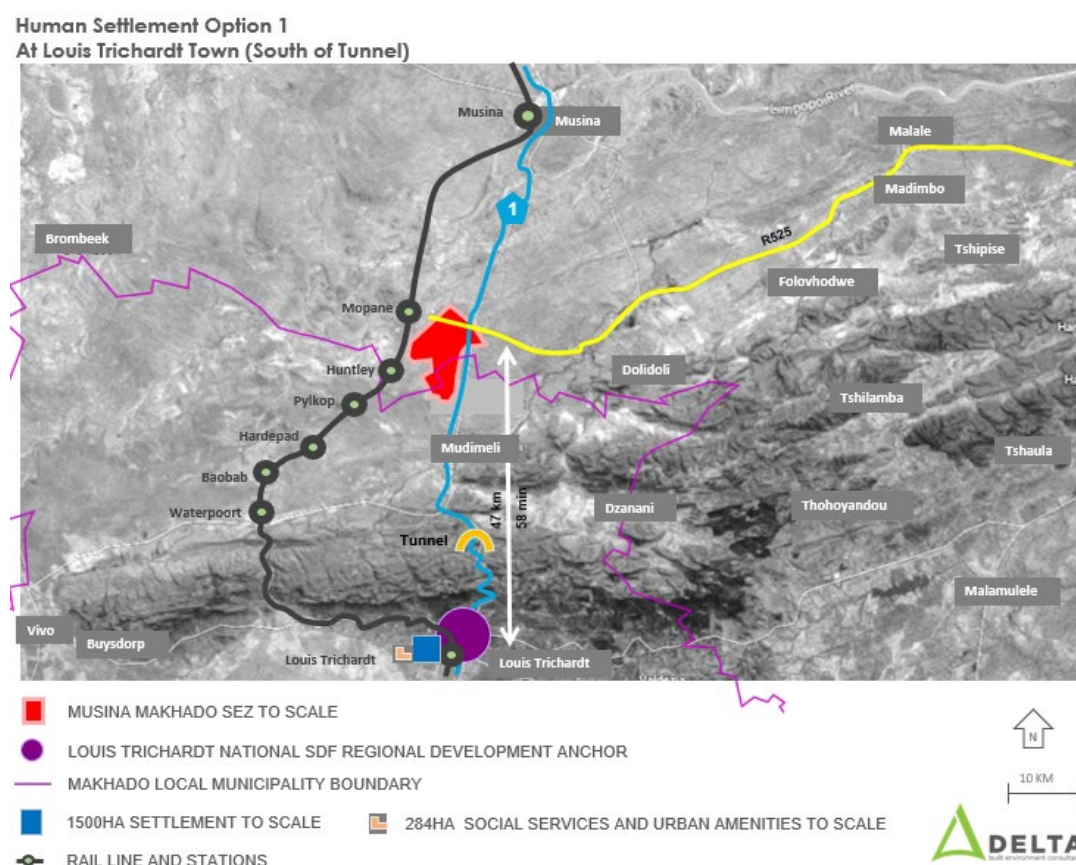 Human Settlement Option 1
At Louis Trichardt Town (South of Tunnel)
Limpopo River
Musina
Musina
Malale
Madimbo
1
R525
Brombeek
Tshipise
Folovhodwe
Mopane
Huntley
Dolidoli
Pylkop
Tshilamba
Hardepad
Mudimeli
Tshaula
Baobab
47 km
58 min
Dzanani
Thohoyandou
Waterpoort
Tunnel
Malamulele
Vivo
Buysdorp
Louis Trichardt
Louis Trichardt
MUSINA MAKHADO SEZ TO SCALE
LOUIS TRICHARDT NATIONAL SDF REGIONAL DEVELOPMENT ANCHOR
N
MAKHADO LOCAL MUNICIPALITY BOUNDARY
10 KM
1500HA SETTLEMENT TO SCALE
284HA SOCIAL SERVICES AND URBAN AMENITIES TO SCALE
DELTA
built environment consultants
RAIL LINE AND STATIONS